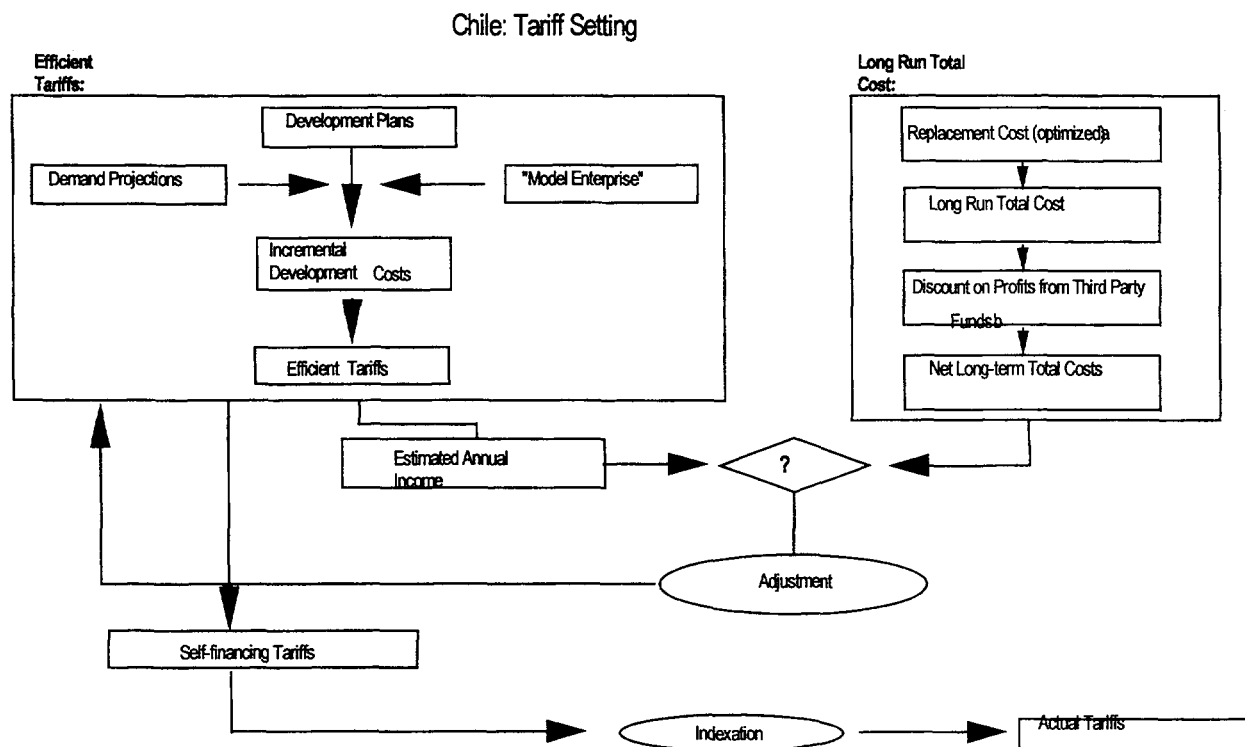 Chile: Tariff Setting
Efficient
Tariffs:
Long Run Total
Cost:
Development Plans
Demand Projections
"Model Enterprise"
Incremental
Development Costs
Efficient Tariffs
Replacement Cost (optimized)a
Long Run Total Cost
Discount on Profits from Third Party
Fundsb
Net Long-term Total Costs
Estimated Annual
Income
?
Adjustment
Self-financing Tariffs
Indexation
Actual Tariffs